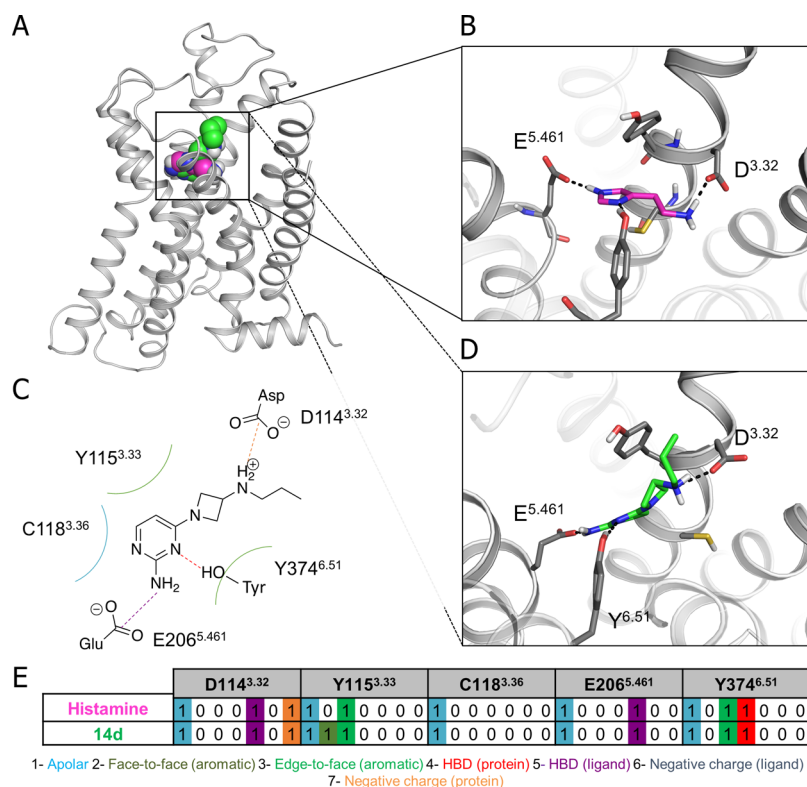 A
B
E5.461
D3.32
C
Asp
O
O⊖
D1143.32
Y1153.33
H2⊕
N
C1183.36
N
N
N
HO
Tyr
Y3746.51
NH2
⊖O
Glu
O
E2065.461
D
D3.32
E5.461
Y6.51
E
D1143.32 Y1153.33 C1183.36 E2065.461 Y3746.51
Histamine 1 0 0 0 1 0 1 1 0 1 0 0 0 0 1 0 0 0 0 0 0 1 0 0 0 1 0 0 1 0 1 1 0 0 0
14d 1 0 0 0 1 0 1 1 1 1 0 0 0 0 1 0 0 0 0 0 0 1 0 0 0 1 0 0 1 0 1 1 0 0 0
1- Apolar 2- Face-to-face (aromatic) 3- Edge-to-face (aromatic) 4- HBD (protein) 5- HBD (ligand) 6- Negative charge (ligand)
7- Negative charge (protein)